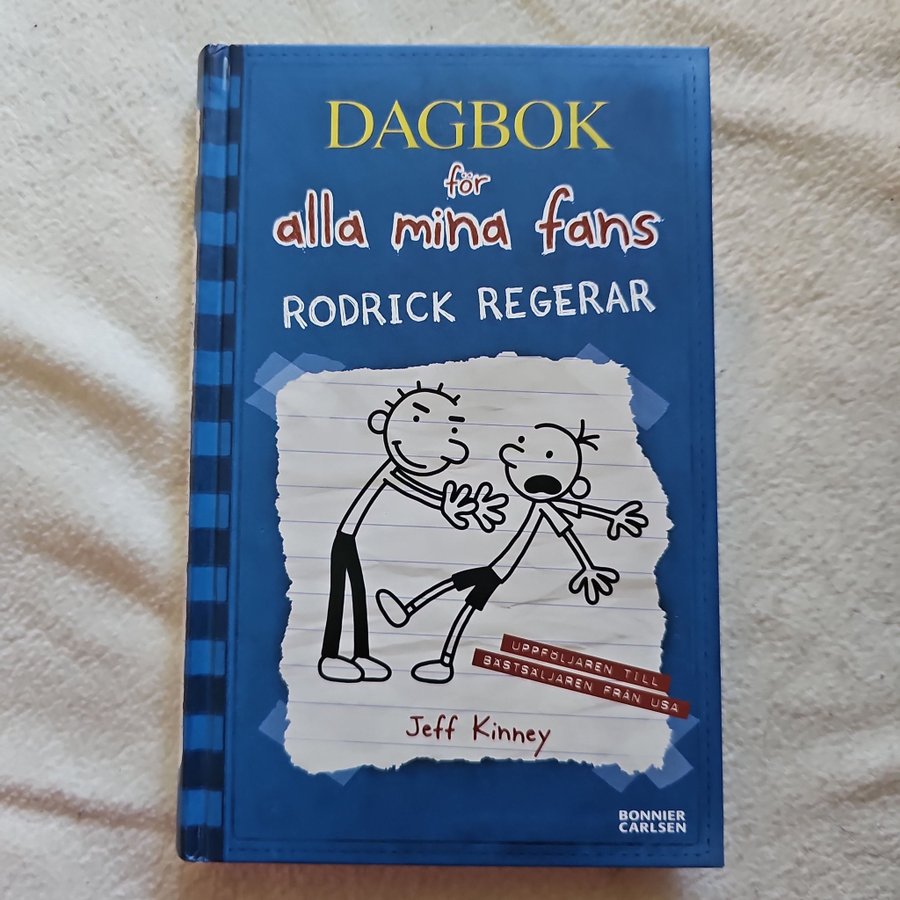 DAGBOK
för
alla mina fans
RODRICK REGERAR
UPPFÖLJAREN TILL
BÄSTSÄLJAREN FRÅN USA
Jeff Kinney
BONNIER
CARLSEN